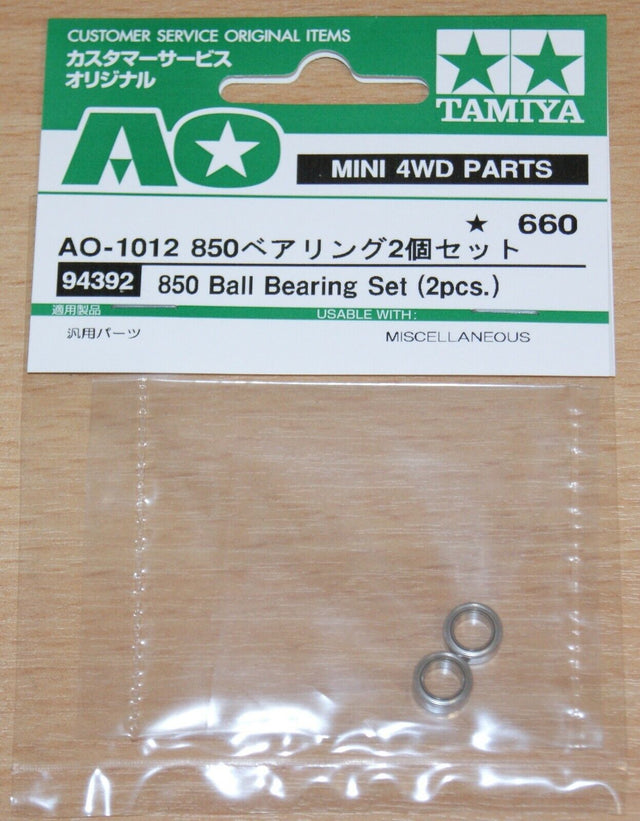 CUSTOMER SERVICE ORIGINAL ITEMS
カスタマーサービス
オリジナル
TAMIYA
AO
MINI 4WD PARTS
★ 660
AO-1012 850ベアリング2個セット
94392 850 Ball Bearing Set (2pcs.)
適用製品 USABLE WITH:
汎用パーツ MISCELLANEOUS